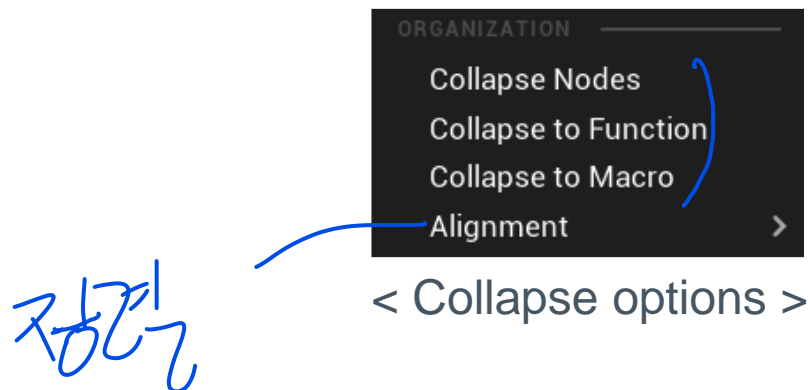 ORGANIZATION
Collapse Nodes
Collapse to Function
Collapse to Macro
Alignment
< Collapse options >
정렬